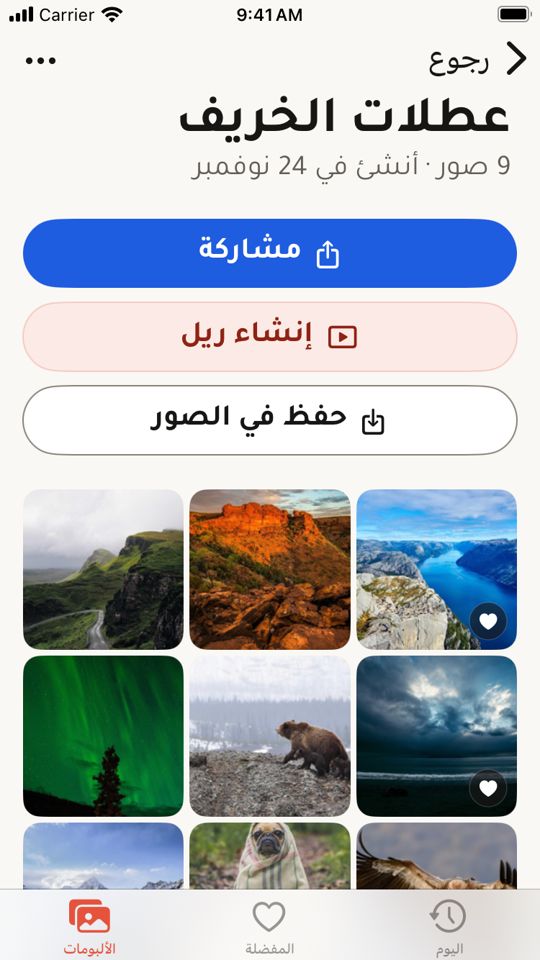 Carrier 9:41 AM
رجوع
عطلات الخريف
9 صور · أنشئ في 24 نوفمبر
مشاركة
إنشاء ريل
حفظ في الصور
اليوم
المفضلة
الألبومات